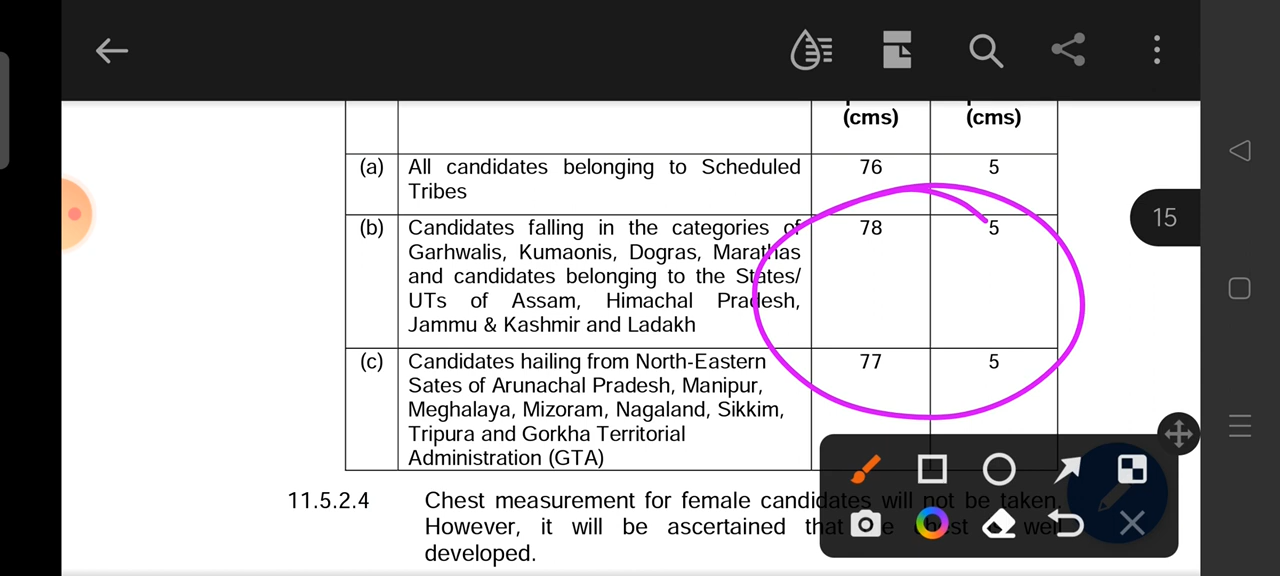 (cms) (cms)
(a) All candidates belonging to Scheduled 76 5
Tribes
15
(b) Candidates falling in the categories of 78 5
Garhwalis, Kumaonis, Dogras, Marathas
and candidates belonging to the States/
UTs of Assam, Himachal Pradesh,
Jammu & Kashmir and Ladakh
(c) Candidates hailing from North-Eastern 77 5
Sates of Arunachal Pradesh, Manipur,
Meghalaya, Mizoram, Nagaland, Sikkim,
Tripura and Gorkha Territorial
Administration (GTA)
11.5.2.4 Chest measurement for female candidates will not be taken.
However, it will be ascertained that chest well
developed.